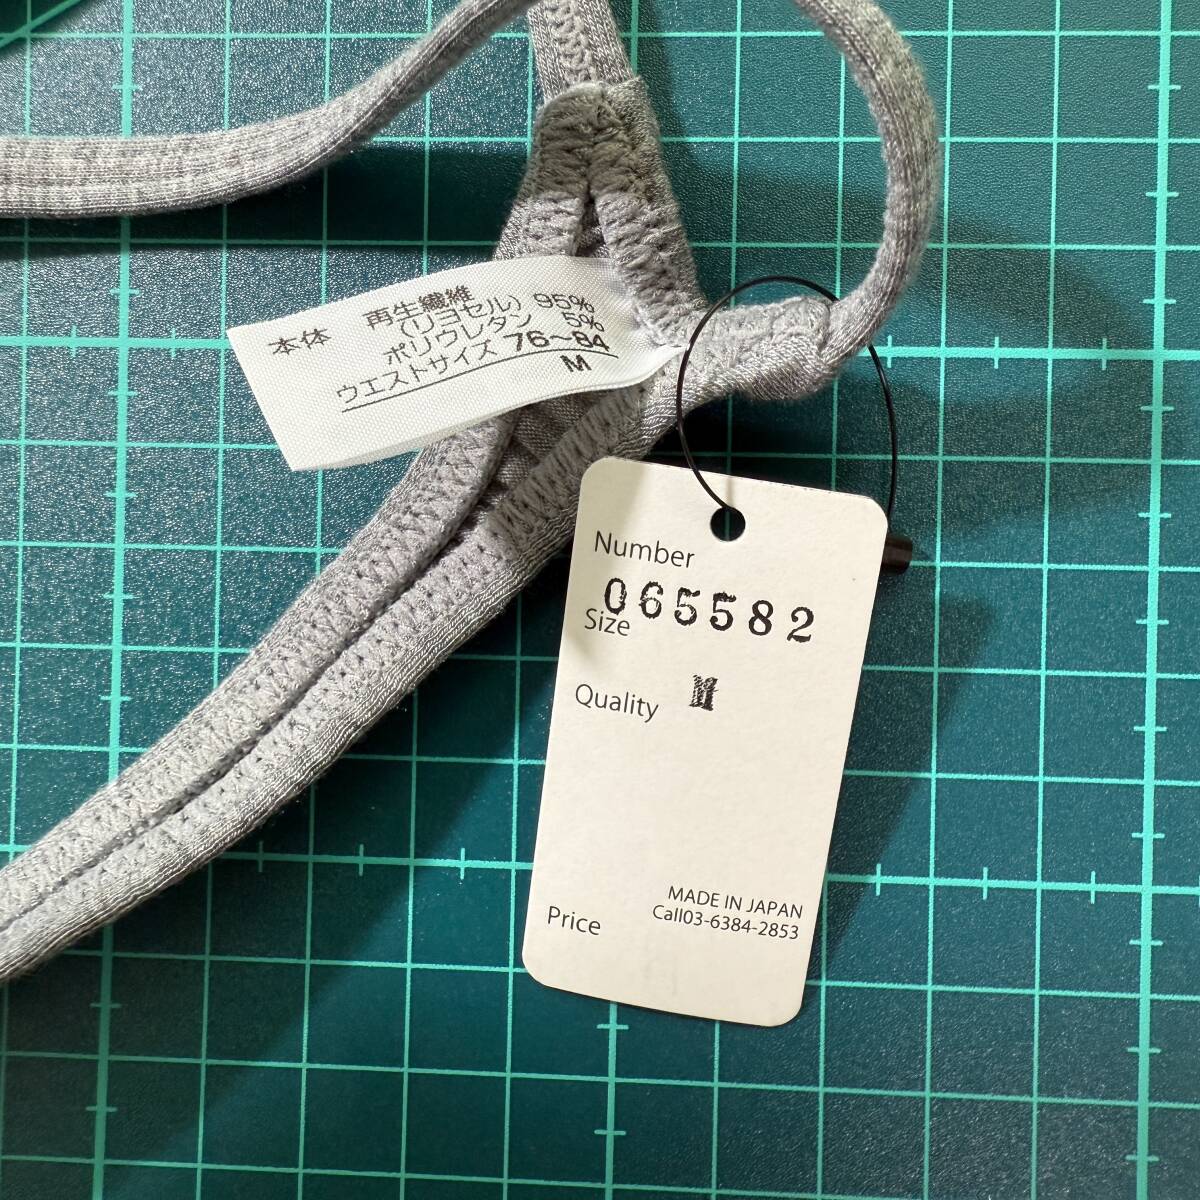 本体 再生繊維
(リヨセル) 95%
ポリウレタン 5%
ウエストサイズ 76~84
M
Number
065582
Size
M
Quality
Price
MADE IN JAPAN
Call03-6384-2853